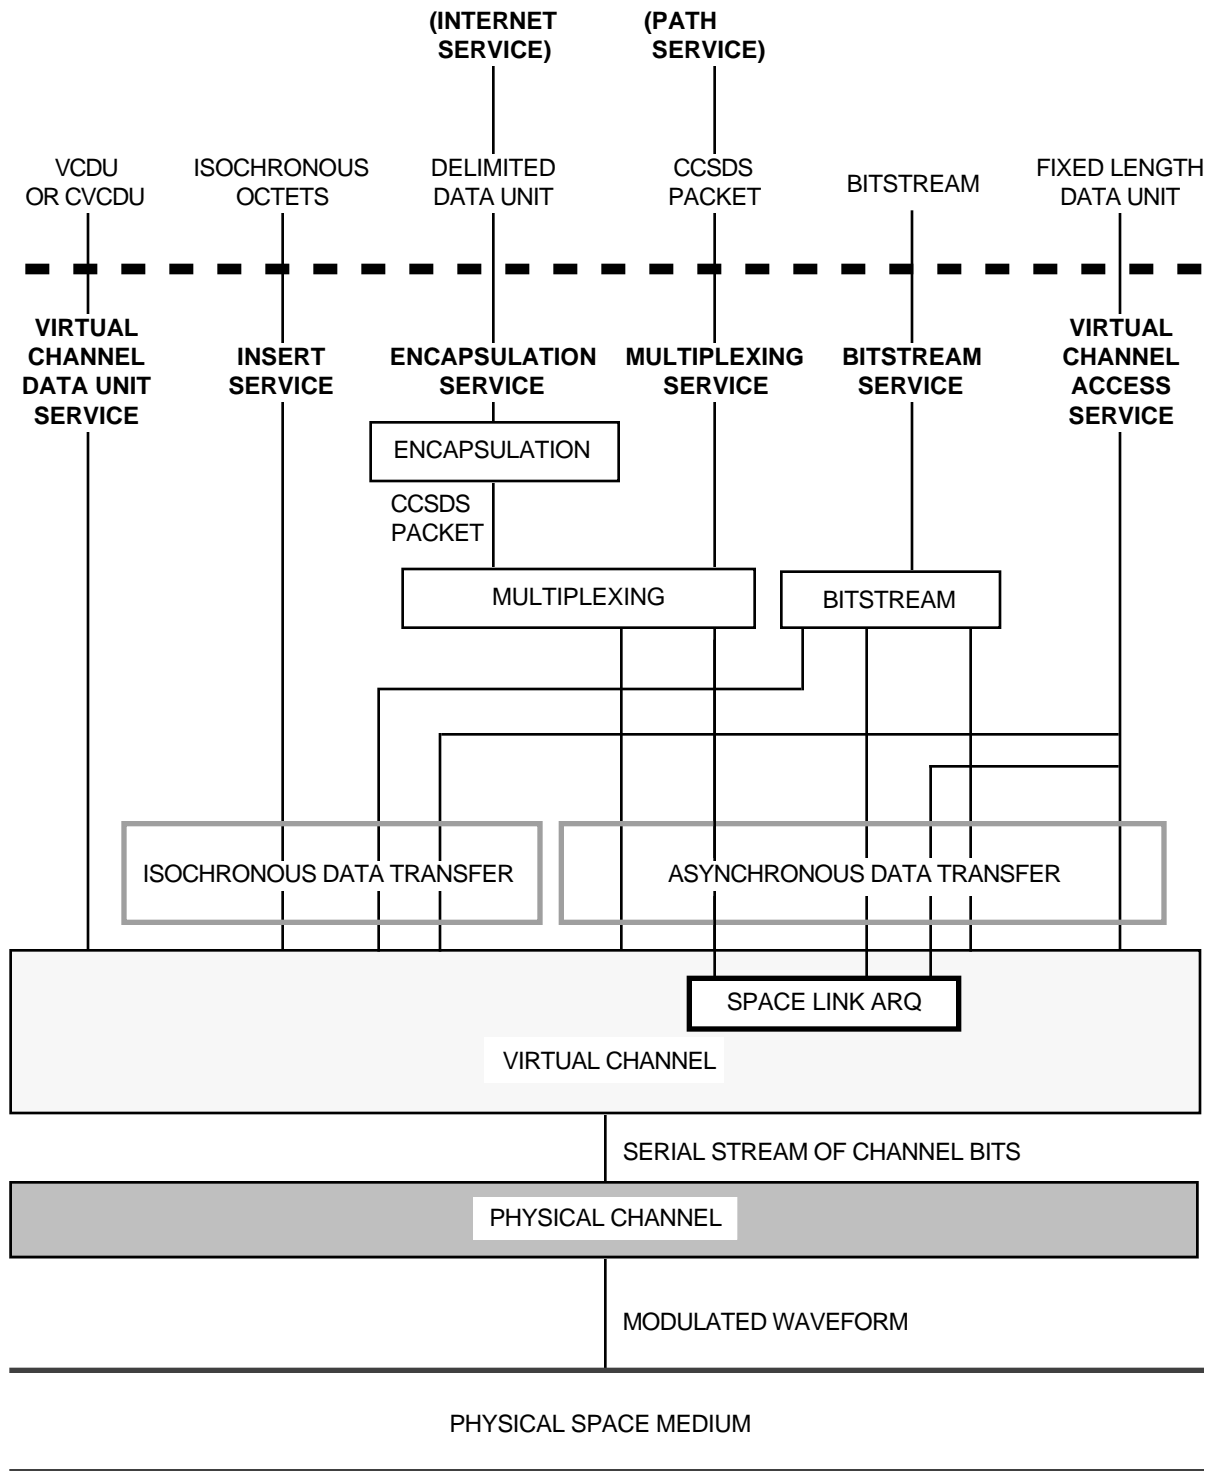 (INTERNET
SERVICE)
(PATH
SERVICE)
VCDU
OR CVCDU
ISOCHRONOUS
OCTETS
DELIMITED
DATA UNIT
CCSDS
PACKET
BITSTREAM
FIXED LENGTH
DATA UNIT
VIRTUAL
CHANNEL
DATA UNIT
SERVICE
INSERT
SERVICE
ENCAPSULATION
SERVICE
MULTIPLEXING
SERVICE
BITSTREAM
SERVICE
VIRTUAL
CHANNEL
ACCESS
SERVICE
ENCAPSULATION
CCSDS
PACKET
MULTIPLEXING
BITSTREAM
ISOCHRONOUS DATA TRANSFER
ASYNCHRONOUS DATA TRANSFER
SPACE LINK ARQ
VIRTUAL CHANNEL
SERIAL STREAM OF CHANNEL BITS
PHYSICAL CHANNEL
MODULATED WAVEFORM
PHYSICAL SPACE MEDIUM